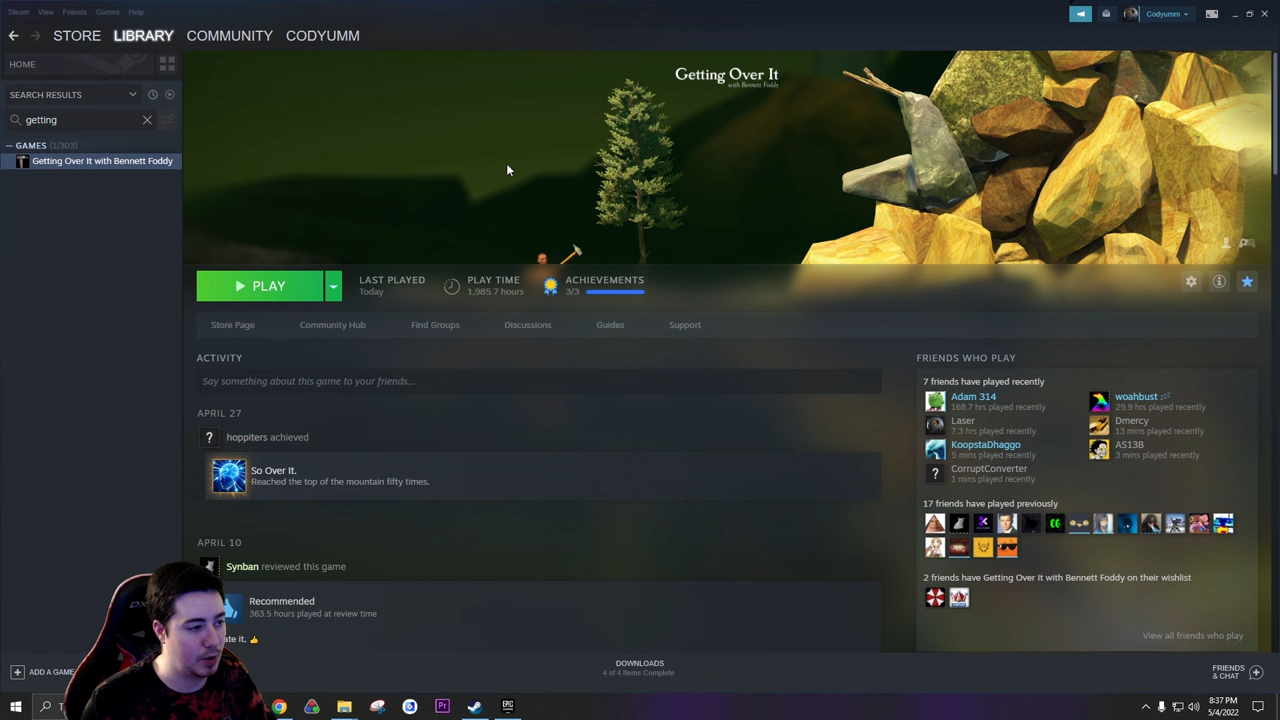 Steam View Friends Games Help
Codyumm
STORE LIBRARY COMMUNITY CODYUMM
HOME
SEARCH RESULTS
getting
GAMES (1/303)
Getting Over It with Bennett Foddy
Getting Over It
with Bennett Foddy
PLAY
LAST PLAYED
Today
PLAY TIME
1,985.7 hours
ACHIEVEMENTS
3/3
Store Page Community Hub Find Groups Discussions Guides Support
ACTIVITY
Say something about this game to your friends...
APRIL 27
? hoppiters achieved
So Over It.
Reached the top of the mountain fifty times.
APRIL 10
Synban reviewed this game
Recommended
363.5 hours played at review time
ate it, 👍
FRIENDS WHO PLAY
7 friends have played recently
Adam 314
168.7 hrs played recently
woahbust zzz
29.9 hrs played recently
Laser
7.3 hrs played recently
Dmercy
13 mins played recently
KoopstaDhaggo
5 mins played recently
AS13B
3 mins played recently
? CorruptConverter
1 mins played recently
17 friends have played previously
2 friends have Getting Over It with Bennett Foddy on their wishlist
View all friends who play
ADD A GAME
DOWNLOADS
4 of 4 Items Complete
FRIENDS
& CHAT
Pr
EPIC
8:37 PM
5/4/2022